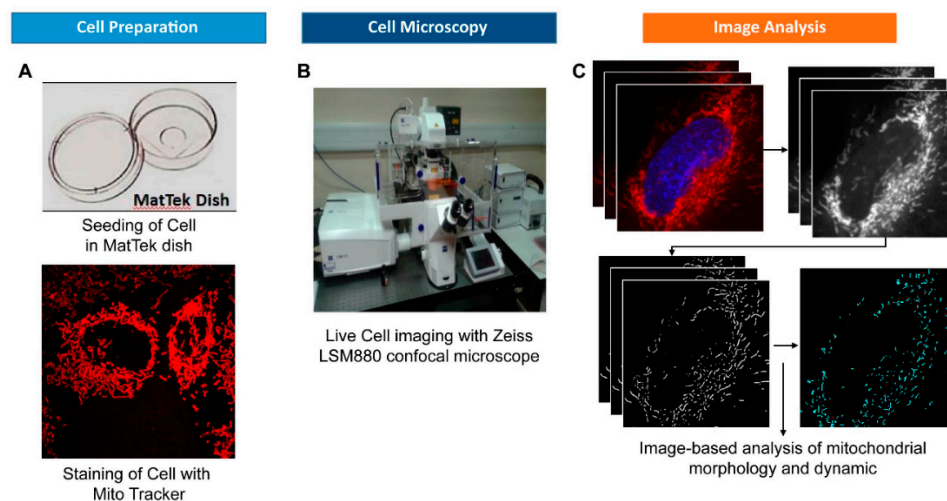 Cell Preparation
Cell Microscopy
Image Analysis
A
B
C
MatTek Dish
Seeding of Cell
in MatTek dish
Live Cell imaging with Zeiss
LSM880 confocal microscope
Staining of Cell with
Mito Tracker
Image-based analysis of mitochondrial
morphology and dynamic